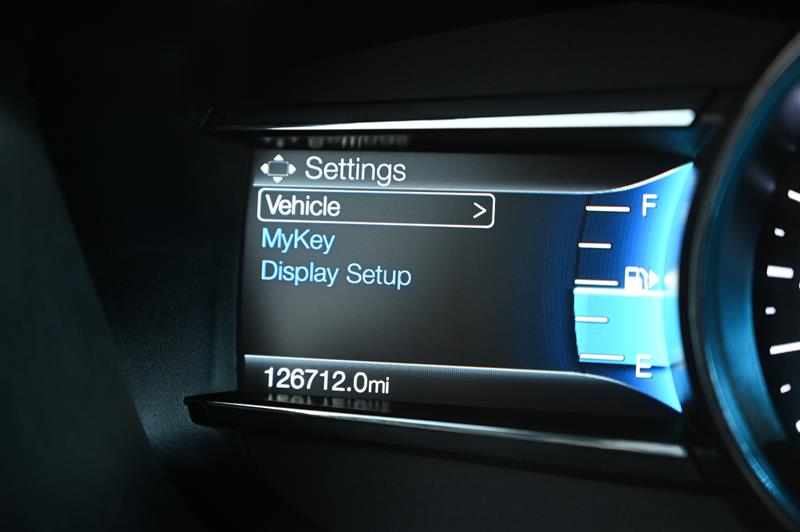 Settings
Vehicle >
MyKey
Display Setup
F
E
126712.0mi